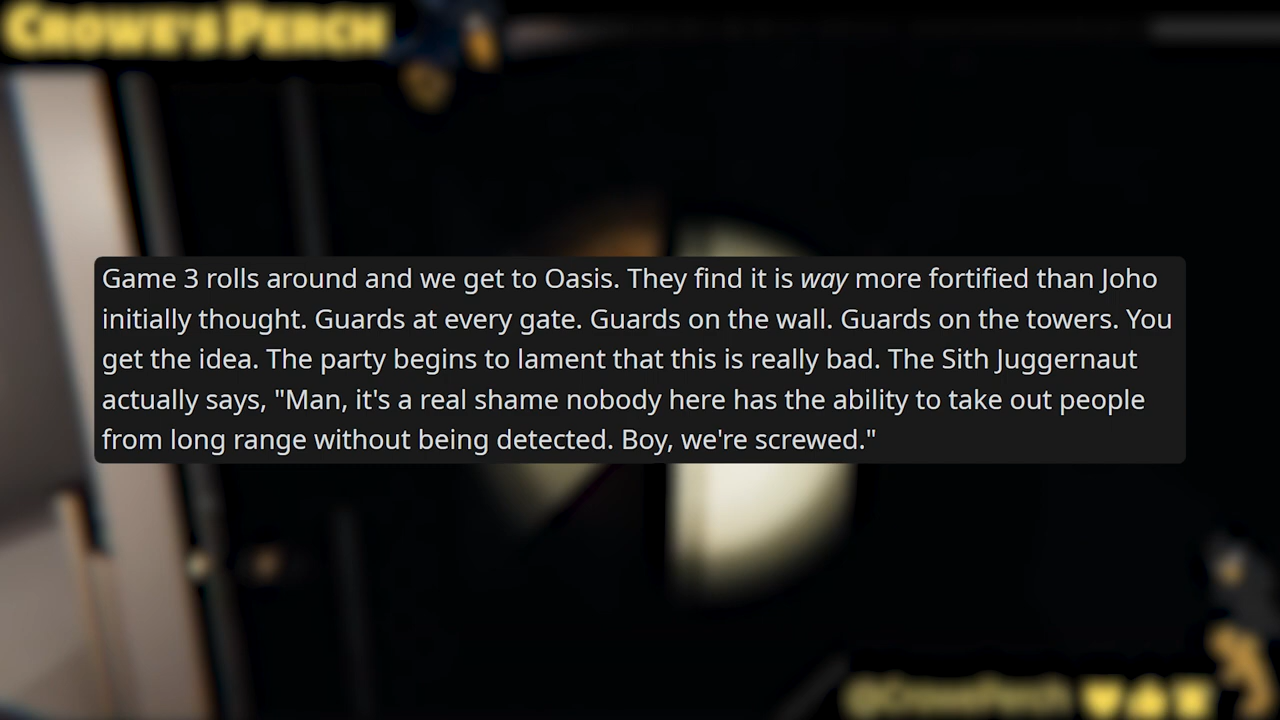 CROWE'S PERCH
Game 3 rolls around and we get to Oasis. They find it is way more fortified than Joho
initially thought. Guards at every gate. Guards on the wall. Guards on the towers. You
get the idea. The party begins to lament that this is really bad. The Sith Juggernaut
actually says, "Man, it's a real shame nobody here has the ability to take out people
from long range without being detected. Boy, we're screwed."
@CrowesPerch